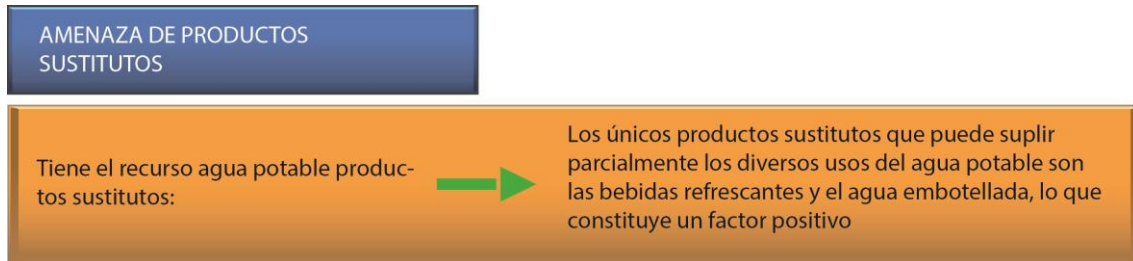 AMENAZA DE PRODUCTOS
SUSTITUTOS
Tiene el recurso agua potable produc-
tos sustitutos:
Los únicos productos sustitutos que puede suplir
parcialmente los diversos usos del agua potable son
las bebidas refrescantes y el agua embotellada, lo que
constituye un factor positivo